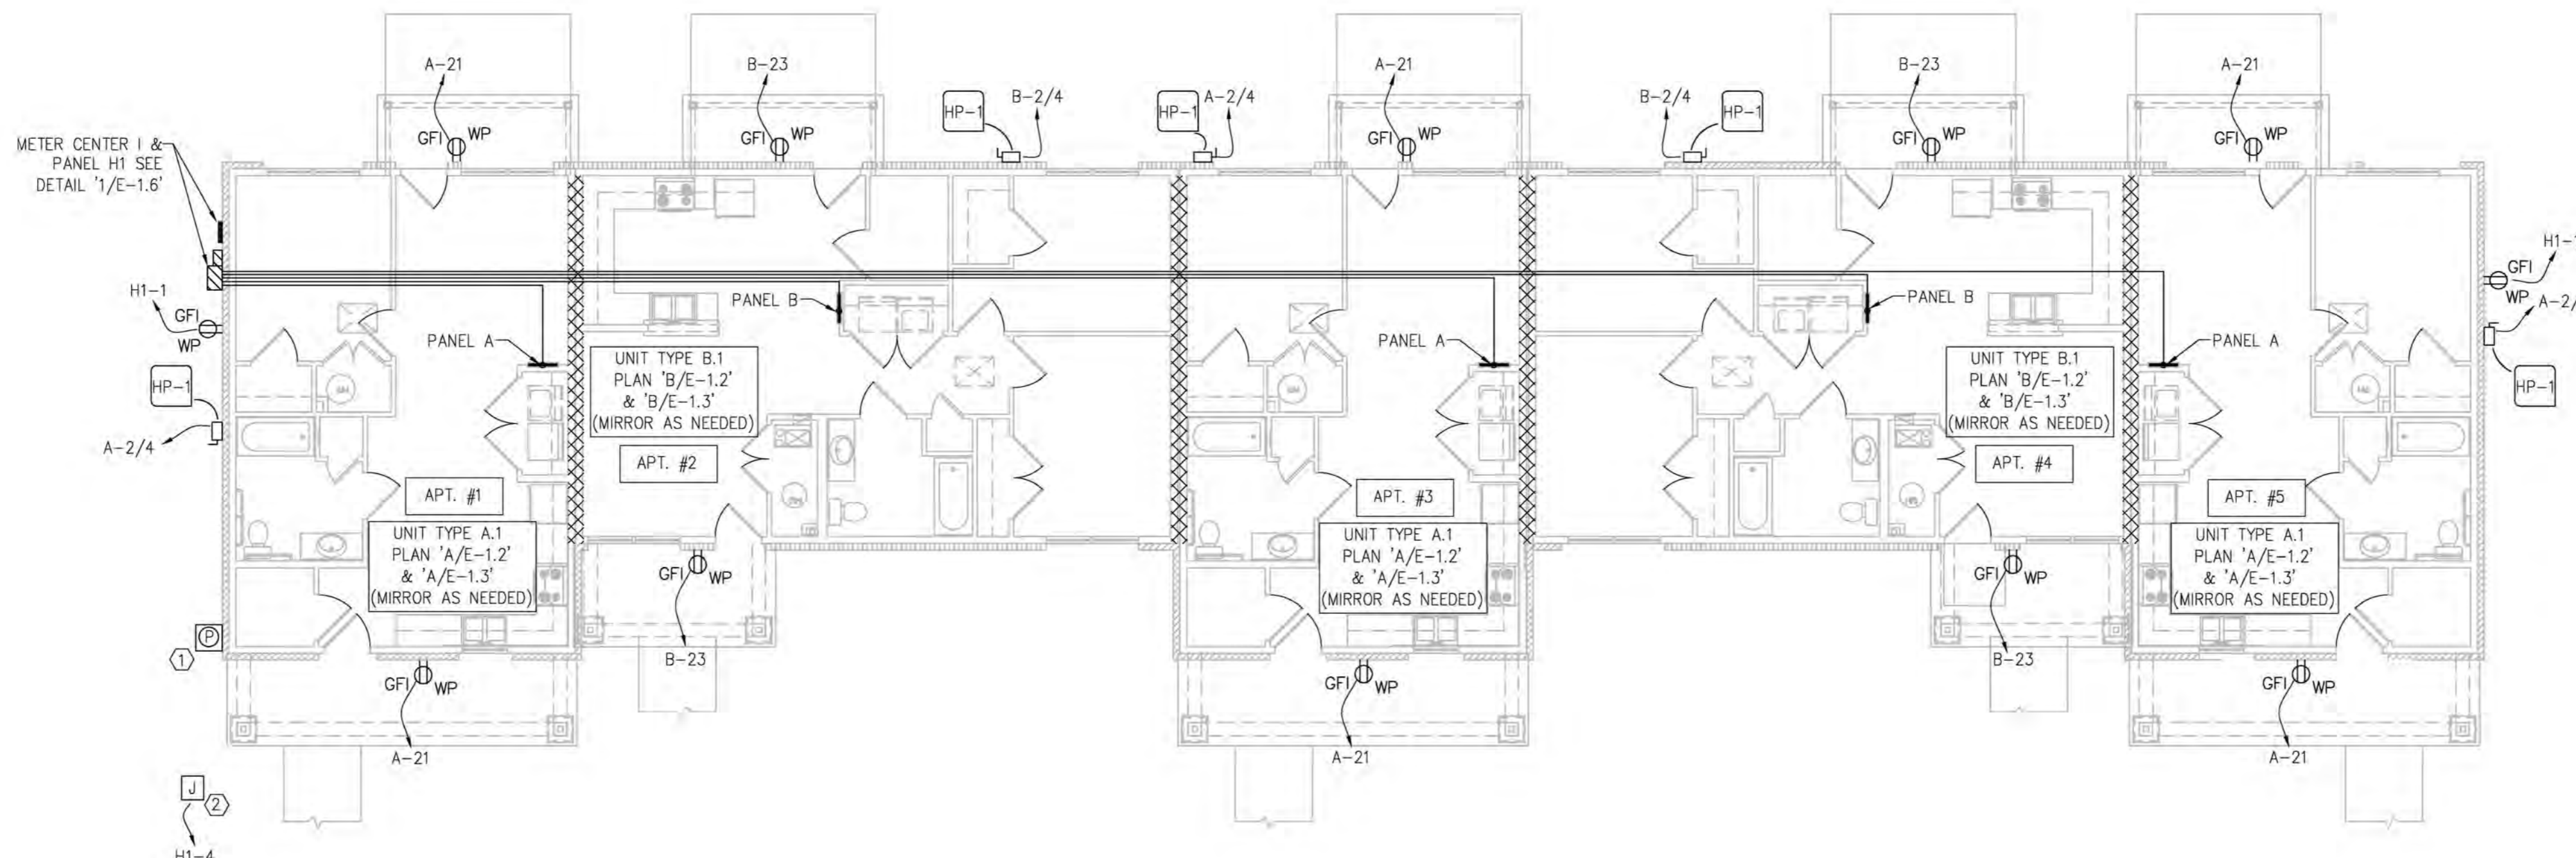 A-21
B-23
B-2/4
A-2/4
A-21
B-2/4
B-23
A-21
HP-1
HP-1
HP-1
GFI WP
GFI WP
GFI WP
GFI WP
GFI WP
METER CENTER I &
PANEL H1 SEE
DETAIL '1/E-1.6'
H1-1
GFI
WP
HP-1
A-2/4
PANEL A
PANEL B
UNIT TYPE B.1
PLAN 'B/E-1.2'
& 'B/E-1.3'
(MIRROR AS NEEDED)
APT. #2
APT. #1
UNIT TYPE A.1
PLAN 'A/E-1.2'
& 'A/E-1.3'
(MIRROR AS NEEDED)
PANEL A
APT. #3
UNIT TYPE A.1
PLAN 'A/E-1.2'
& 'A/E-1.3'
(MIRROR AS NEEDED)
PANEL B
UNIT TYPE B.1
PLAN 'B/E-1.2'
& 'B/E-1.3'
(MIRROR AS NEEDED)
APT. #4
PANEL A
APT. #5
UNIT TYPE A.1
PLAN 'A/E-1.2'
& 'A/E-1.3'
(MIRROR AS NEEDED)
GFI
WP
HP-1
GFI WP
B-23
GFI WP
B-23
P
1
GFI WP
A-21
GFI WP
A-21
GFI WP
A-21
J
2
H1-4